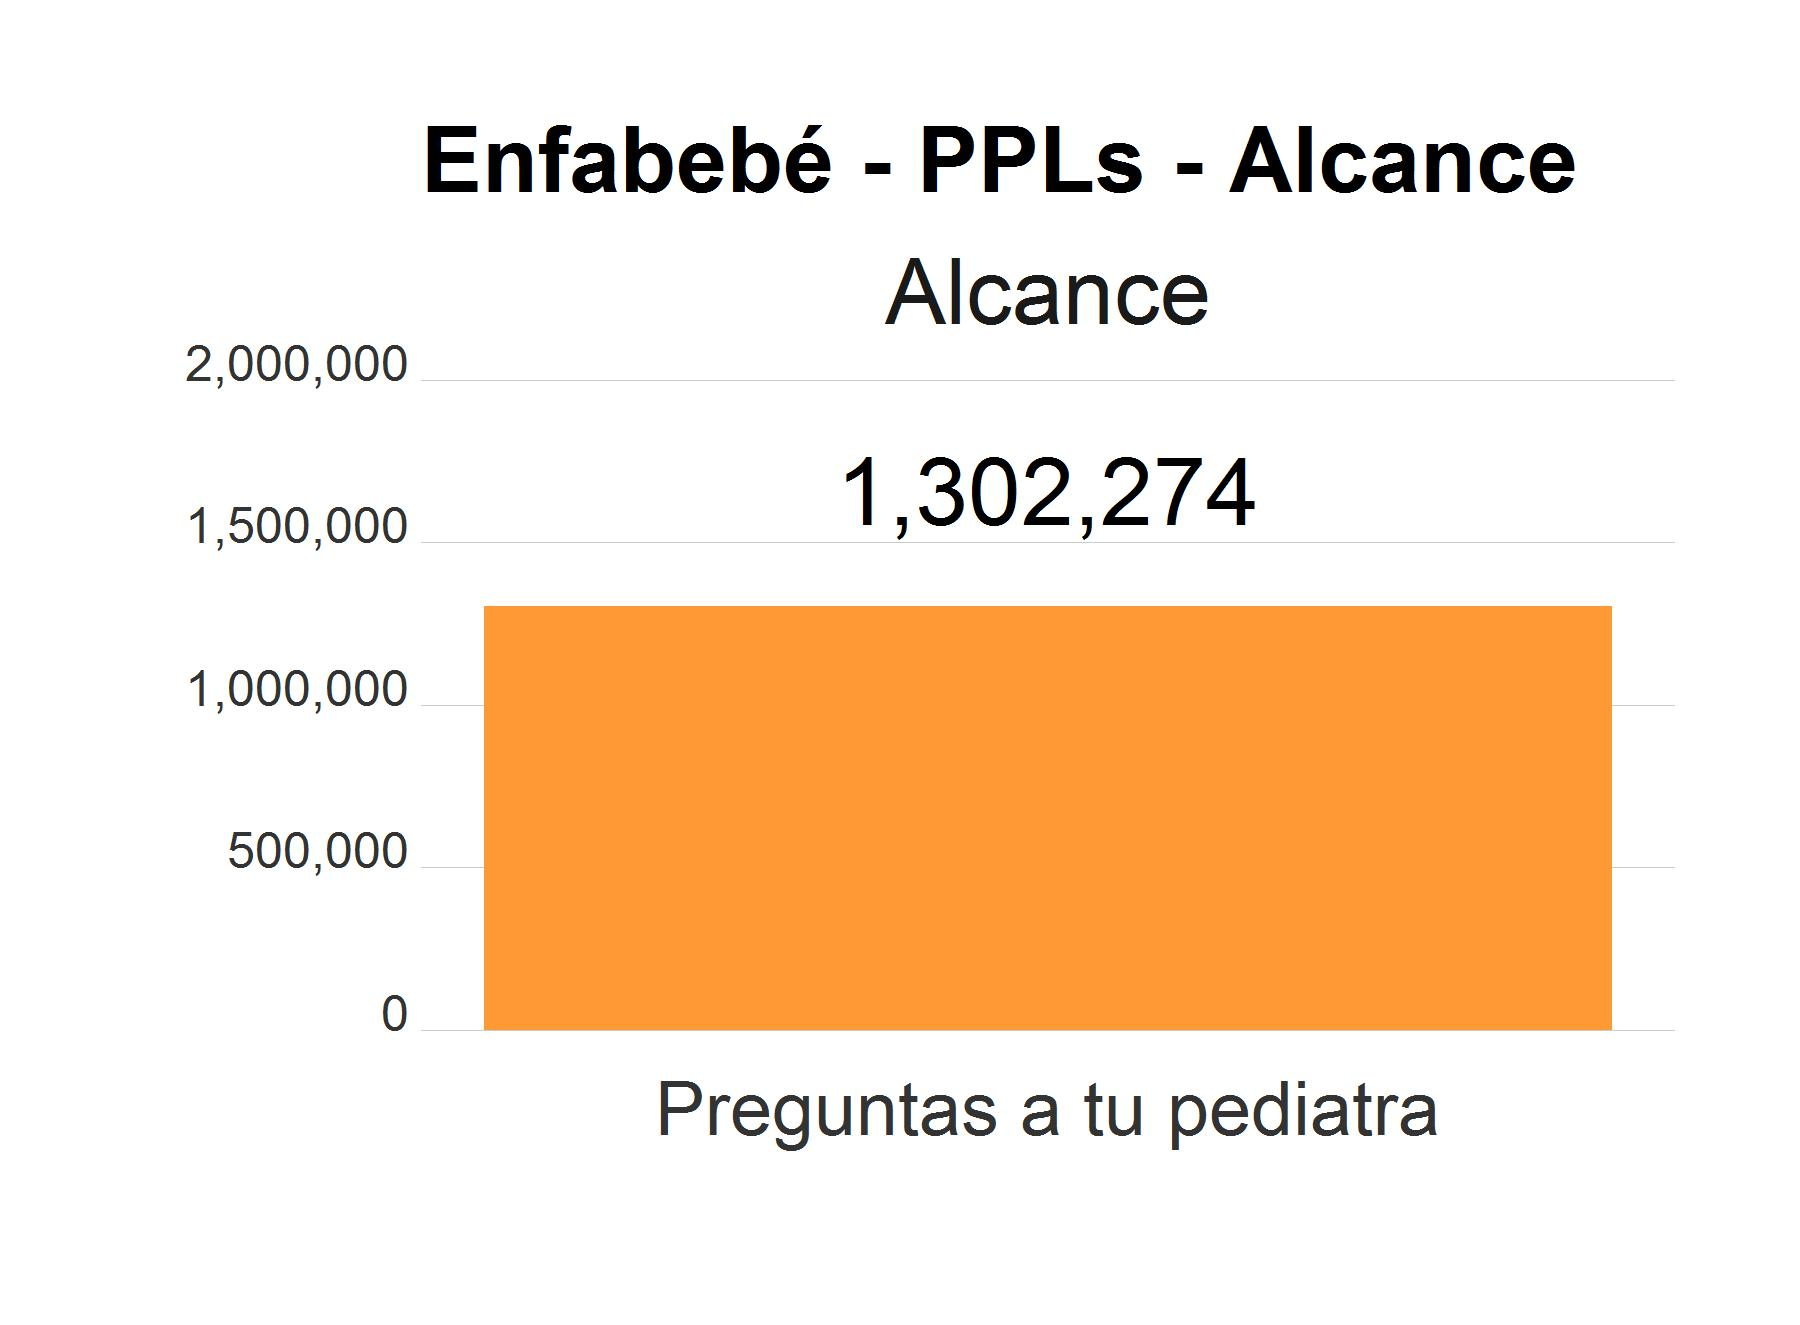 Enfabebé - PPLs - Alcance
Alcance
2,000,000
1,302,274
1,500,000
1,000,000
500,000
0
Preguntas a tu pediatra